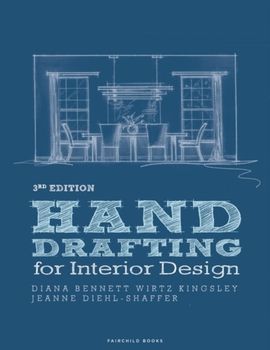 3RD EDITION
HAND
DRAFTING
for Interior Design
DIANA BENNETT WIRTZ KINGSLEY
JEANNE DIEHL-SHAFFER
FAIRCHILD BOOKS